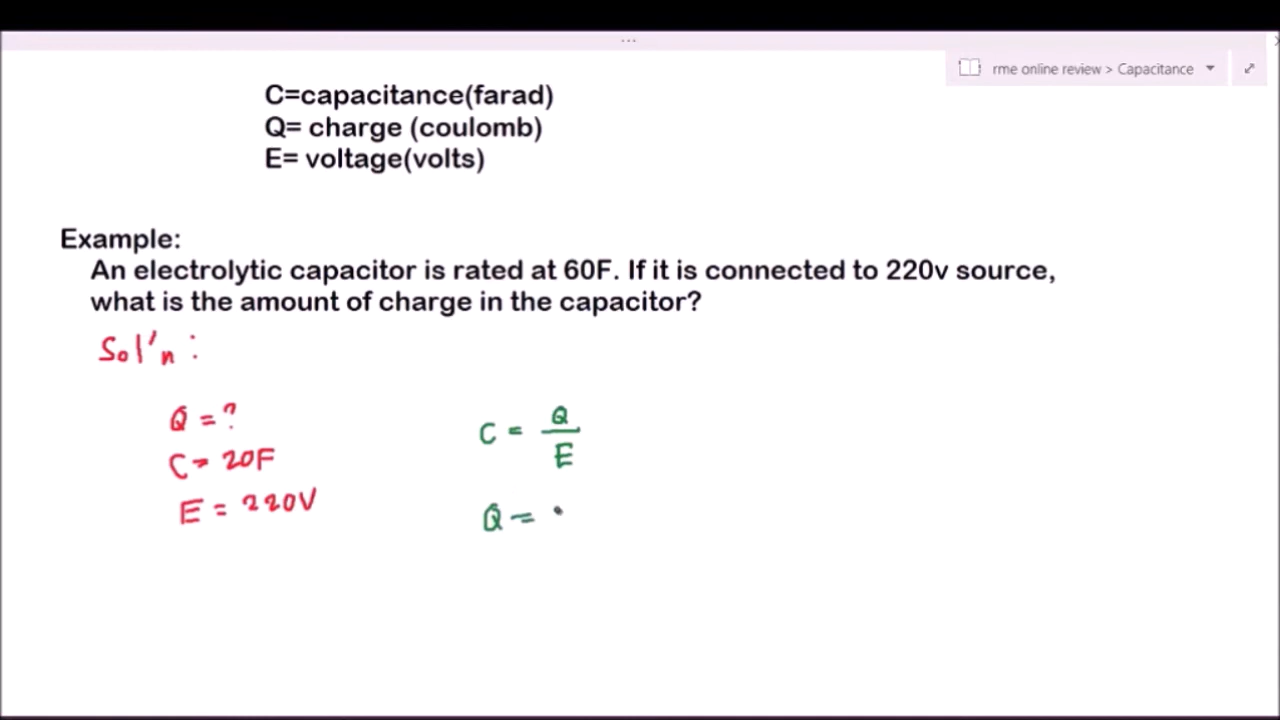 ...
rme online review > Capacitance
C=capacitance(farad)
Q= charge (coulomb)
E= voltage(volts)
Example:
An electrolytic capacitor is rated at 60F. If it is connected to 220v source,
what is the amount of charge in the capacitor?
Sol'n :
Q = ?
C = 20F
E = 220V
C = Q
E
Q =